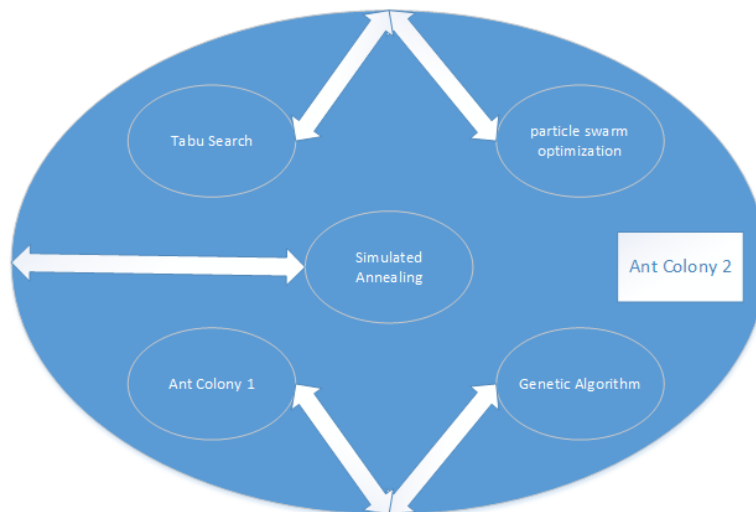 Tabu Search
particle swarm
optimization
Simulated
Annealing
Ant Colony 2
Ant Colony 1
Genetic Algorithm